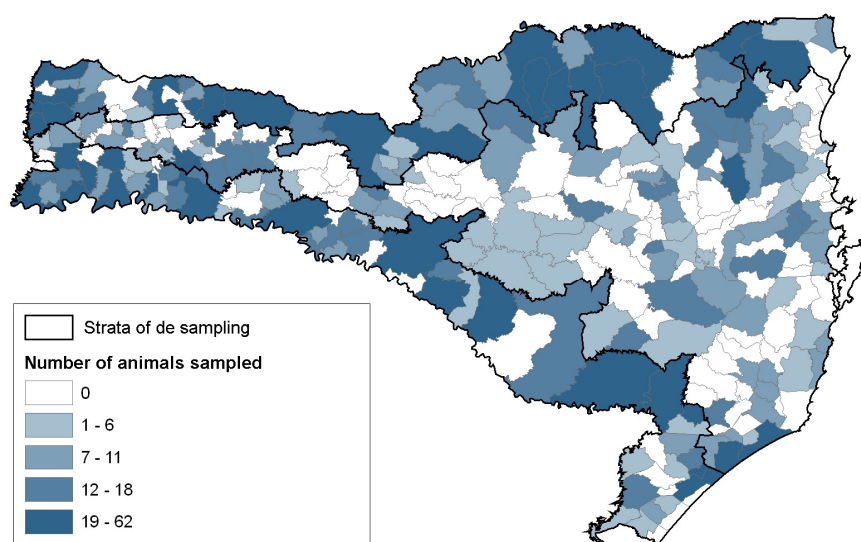 Strata of de sampling
Number of animals sampled
0
1 - 6
7 - 11
12 - 18
19 - 62